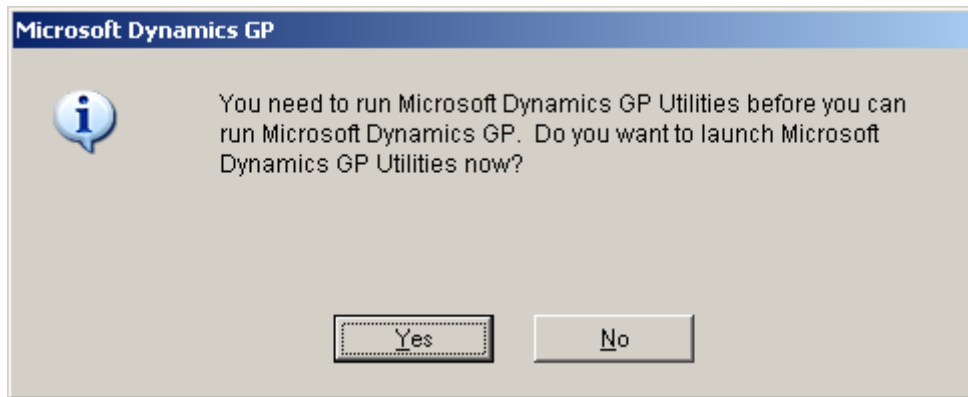 Microsoft Dynamics GP
You need to run Microsoft Dynamics GP Utilities before you can
run Microsoft Dynamics GP.  Do you want to launch Microsoft
Dynamics GP Utilities now?
Yes
No